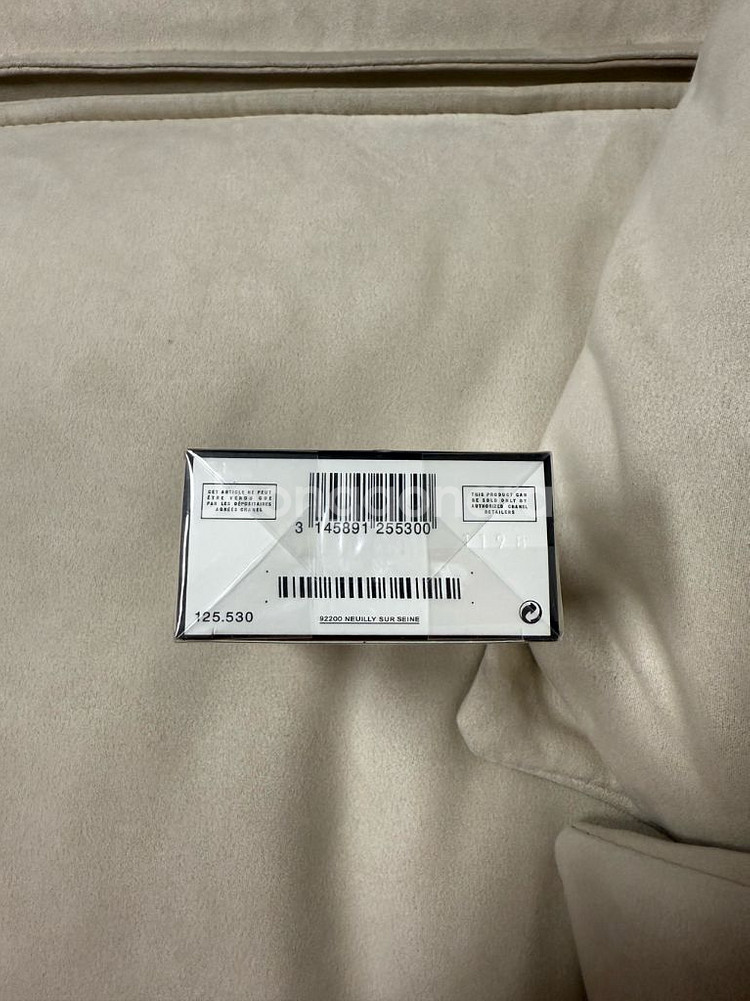 CET ARTICLE NE PEUT
ÊTRE VENDU QUE
PAR LES DÉPOSITAIRES
AGRÉÉS CHANEL
THIS PRODUCT CAN
BE SOLD ONLY BY
AUTHORIZED CHANEL
RETAILERS
3 145891 255300
125.530
92200 NEUILLY SUR SEINE